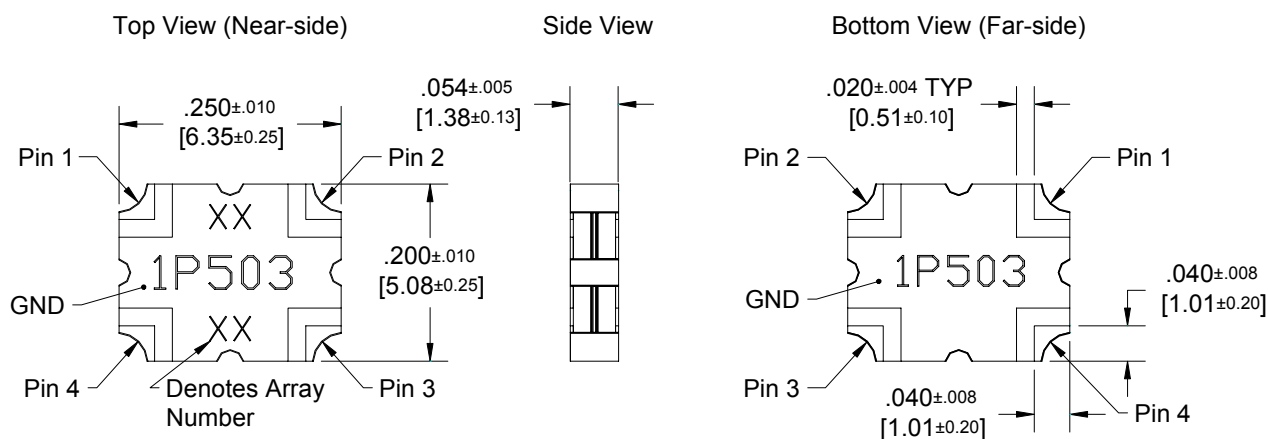 Top View (Near-side)
Side View
Bottom View (Far-side)
.250±.010
[6.35±0.25]
.054±.005
[1.38±0.13]
.020±.004 TYP
[0.51±0.10]
Pin 1
Pin 2
Pin 2
Pin 1
XX
1P503
.200±.010
[5.08±0.25]
1P503
.040±.008
[1.01±0.20]
GND
GND
XX
Pin 4
Denotes Array
Number
Pin 3
Pin 3
.040±.008
[1.01±0.20]
Pin 4